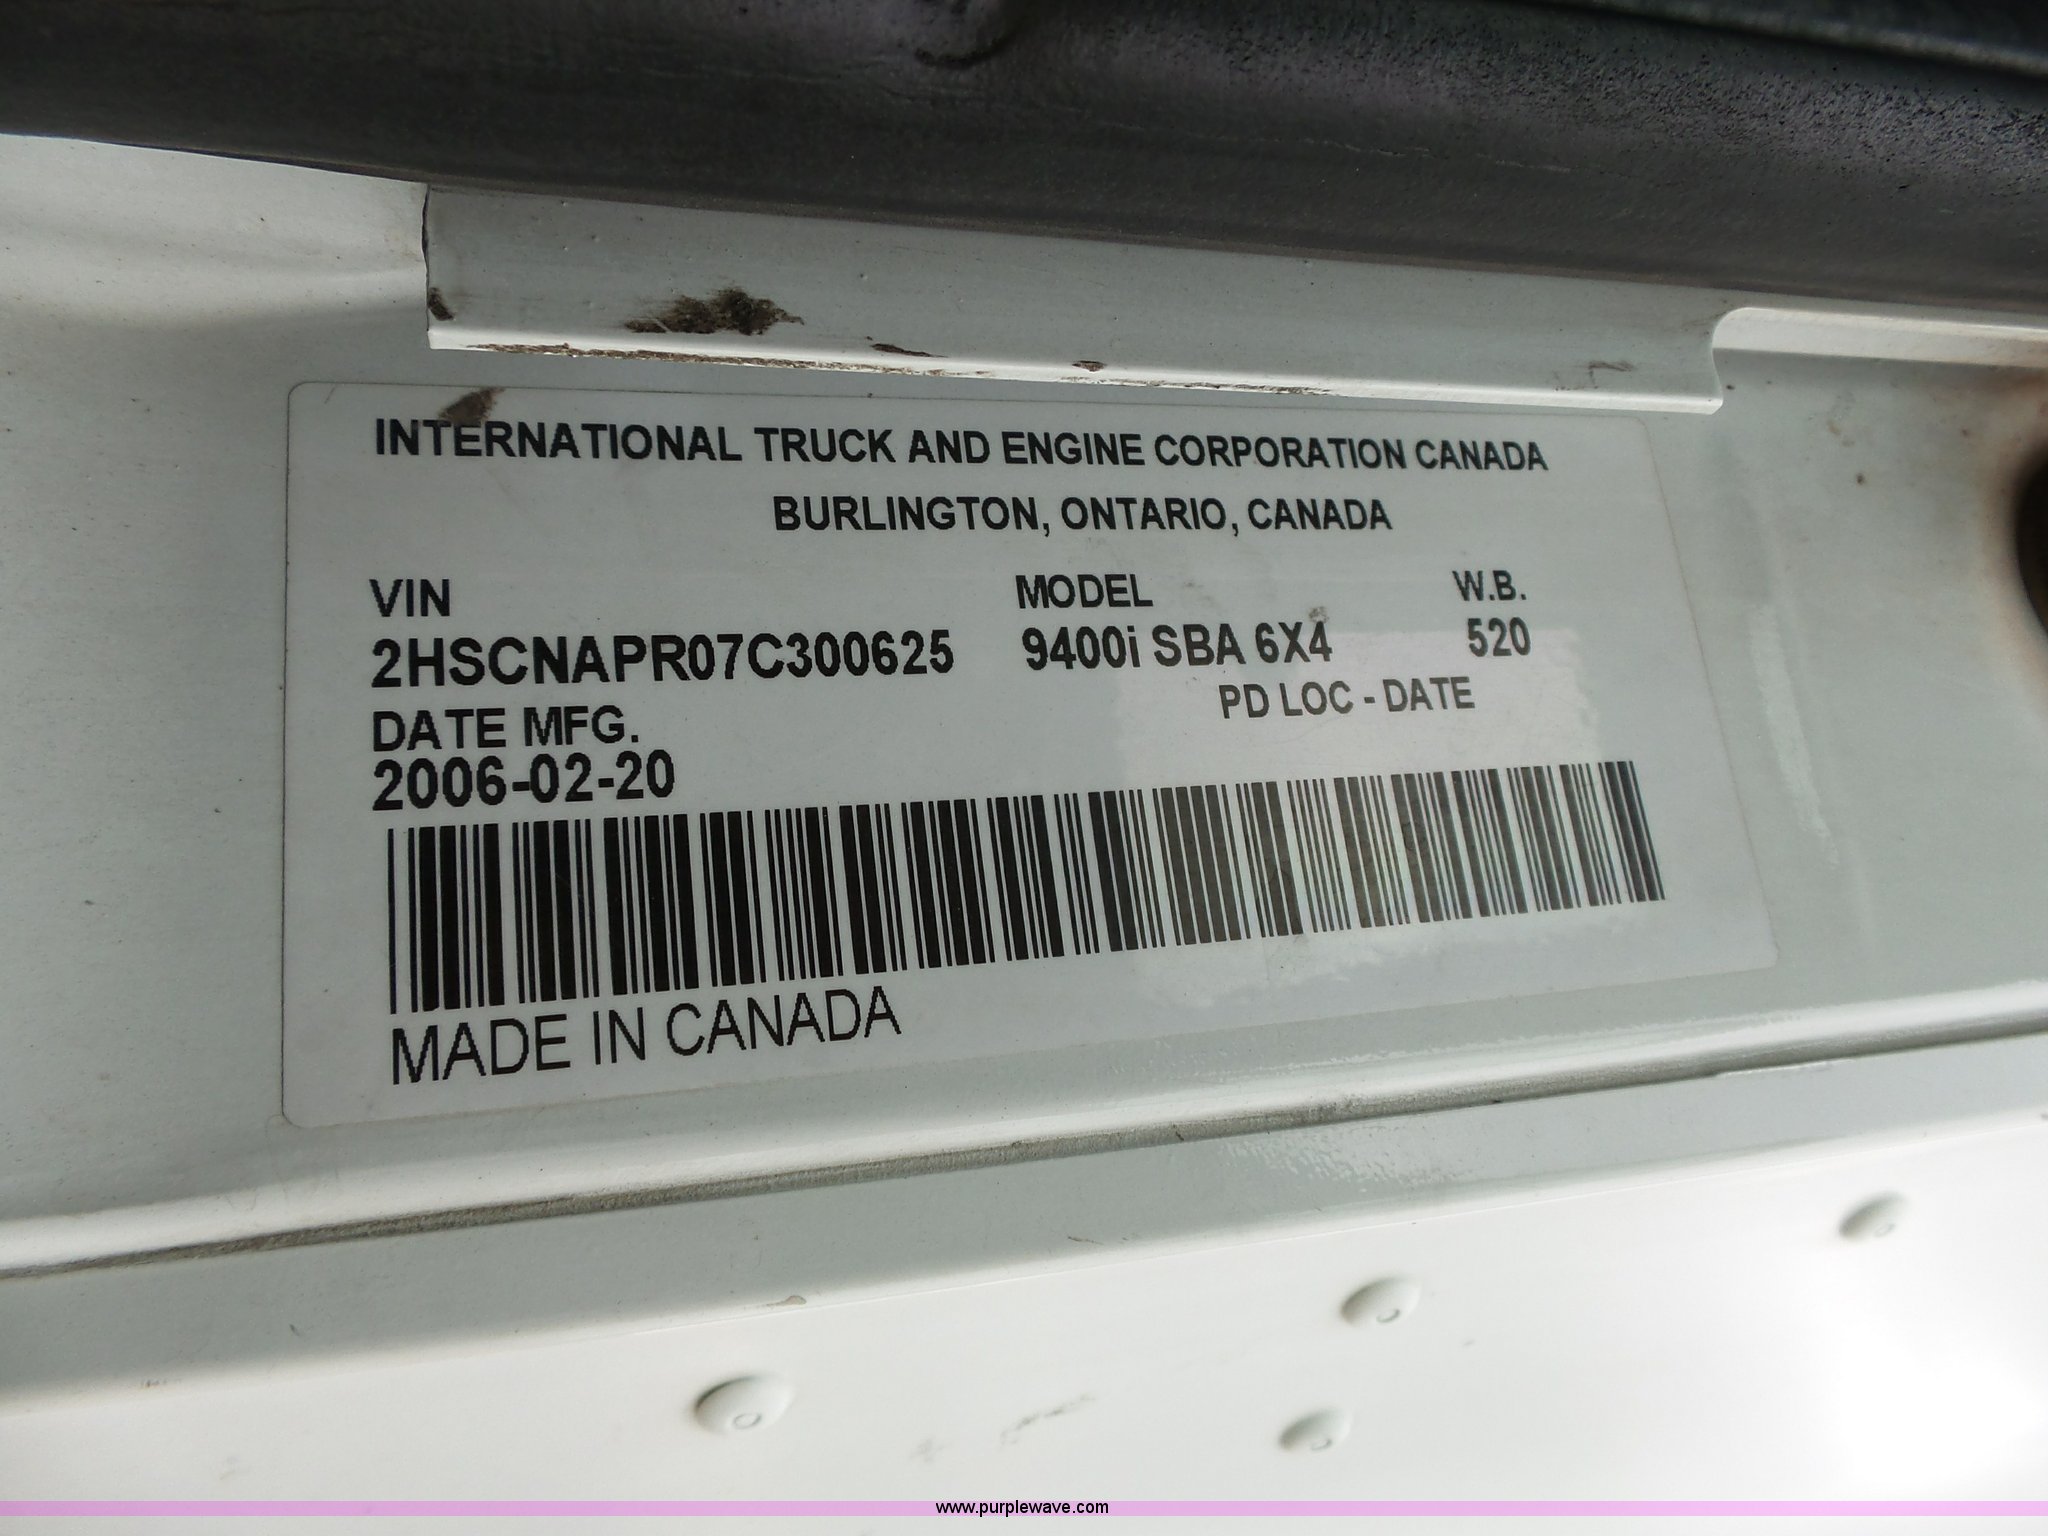 INTERNATIONAL TRUCK AND ENGINE CORPORATION CANADA
BURLINGTON, ONTARIO, CANADA
VIN MODEL W.B.
2HSCNAPR07C300625 9400i SBA 6X4 520
DATE MFG. PD LOC - DATE
2006-02-20
MADE IN CANADA
www.purplewave.com